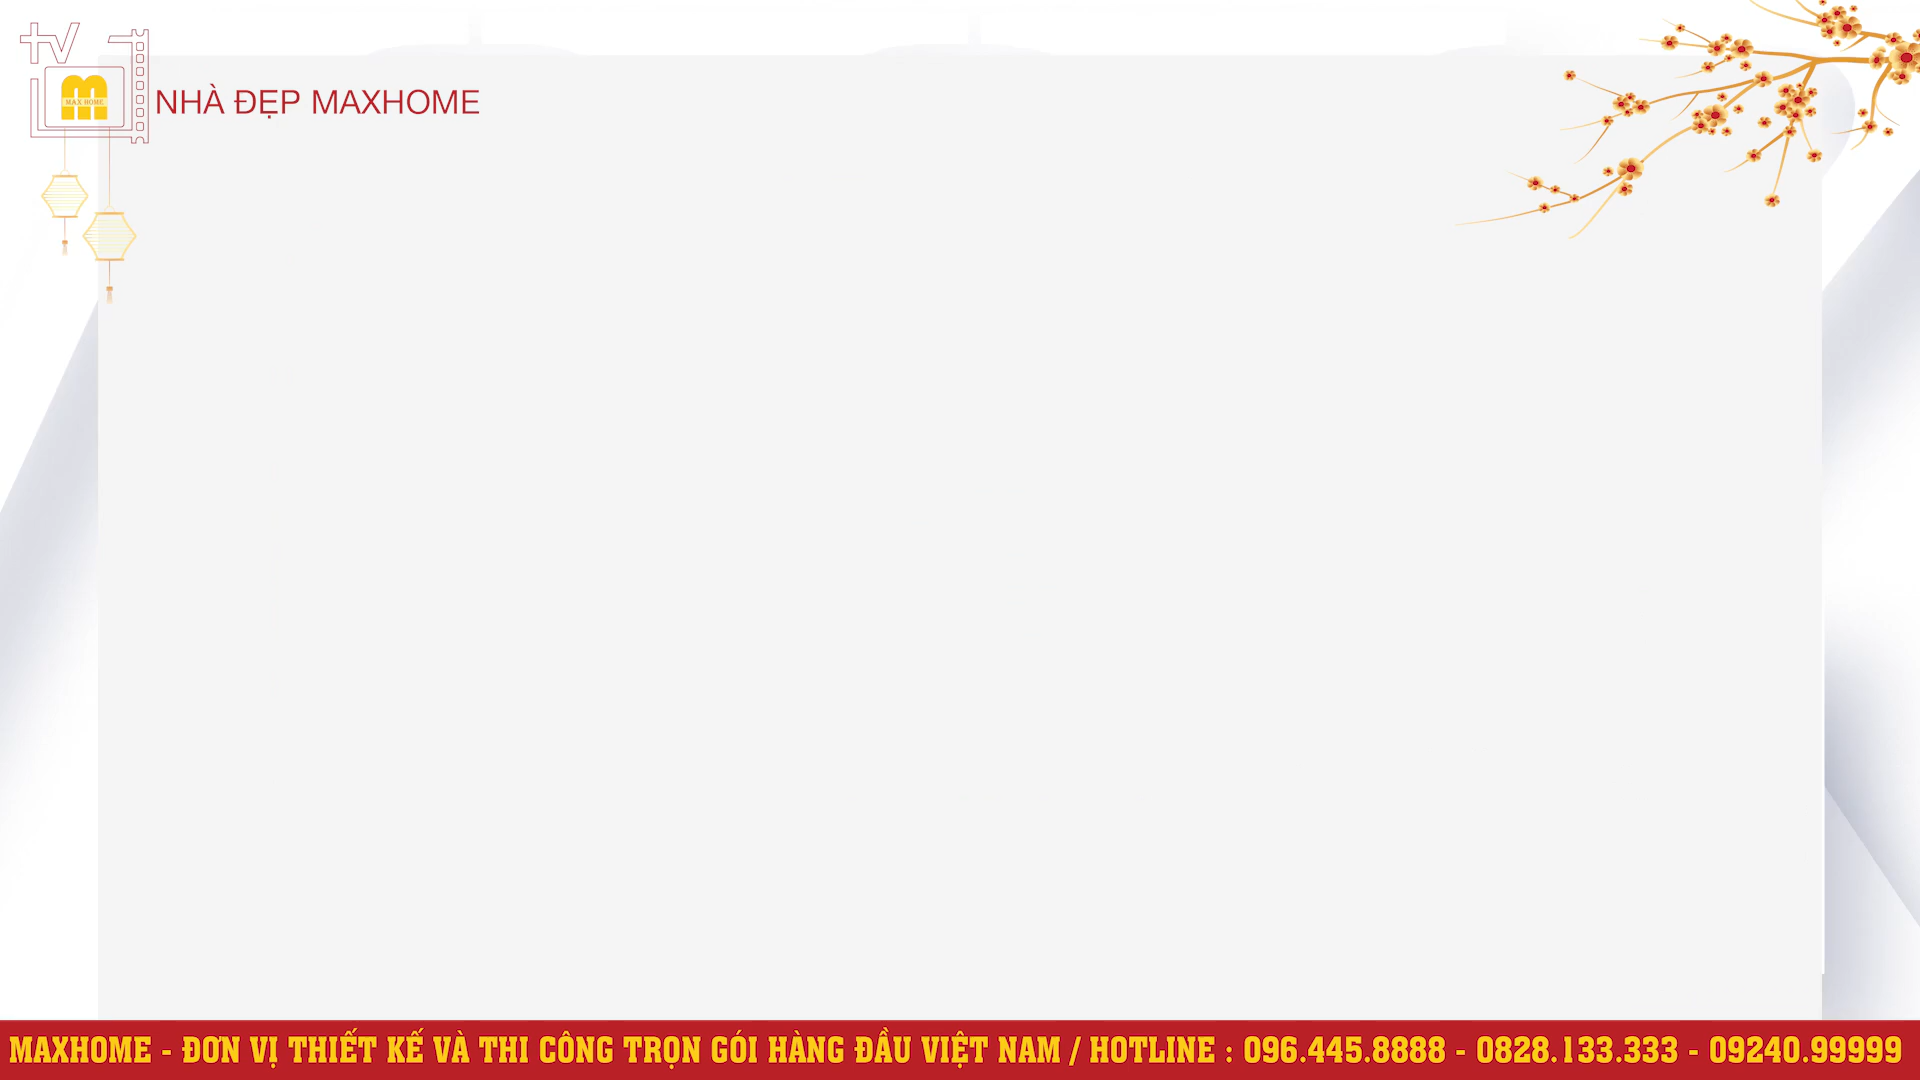 tv
MAX HOME
NHÀ ĐẸP MAXHOME
MAXHOME - ĐƠN VỊ THIẾT KẾ VÀ THI CÔNG TRỌN GÓI HÀNG ĐẦU VIỆT NAM / HOTLINE : 096.445.8888 - 0828.133.333 - 09240.99999